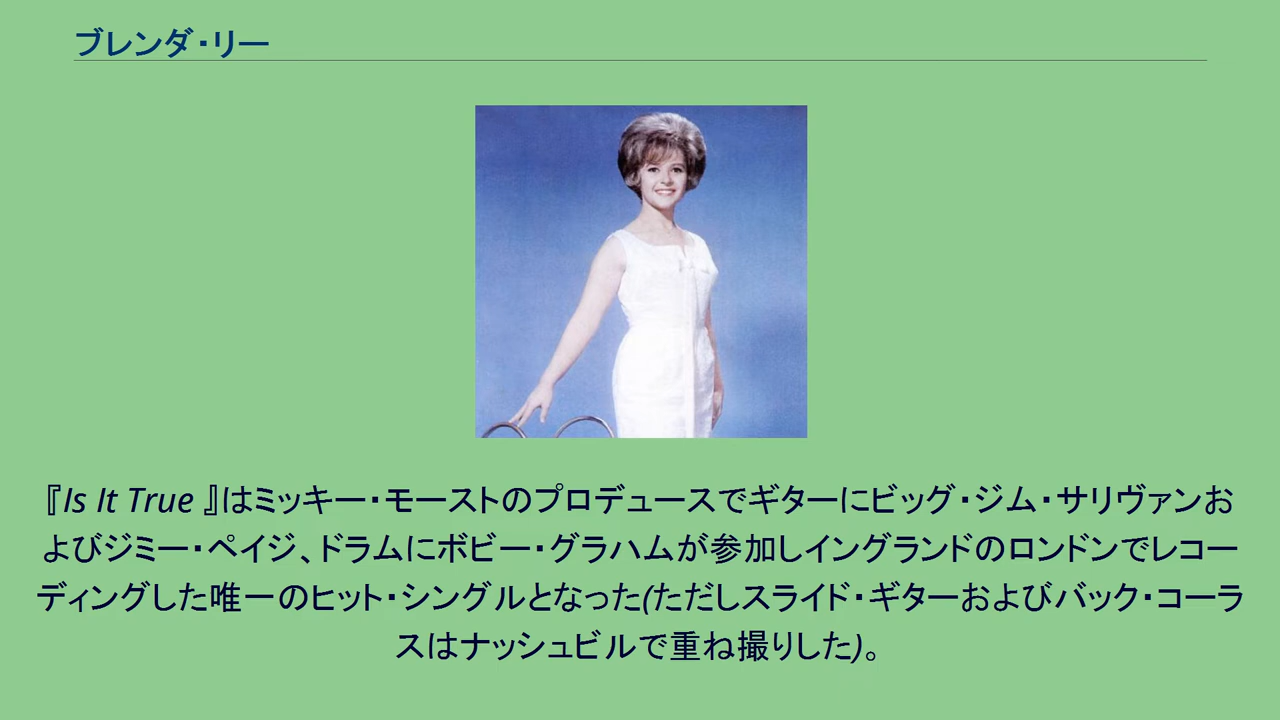 ブレンダ・リー
『Is It True 』はミッキー・モーストのプロデュースでギターにビッグ・ジム・サリヴァンお
よびジミー・ペイジ、ドラムにボビー・グラハムが参加しイングランドのロンドンでレコー
ディングした唯一のヒット・シングルとなった(ただしスライド・ギターおよびバック・コーラ
スはナッシュビルで重ね撮りした)。